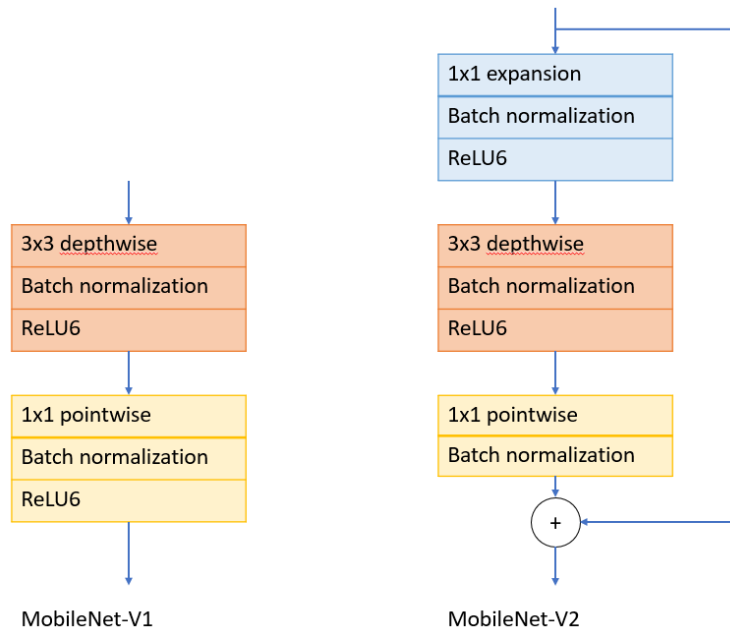 3x3 depthwise
Batch normalization
ReLU6
1x1 pointwise
Batch normalization
ReLU6
MobileNet-V1
1x1 expansion
Batch normalization
ReLU6
3x3 depthwise
Batch normalization
ReLU6
1x1 pointwise
Batch normalization
+
MobileNet-V2